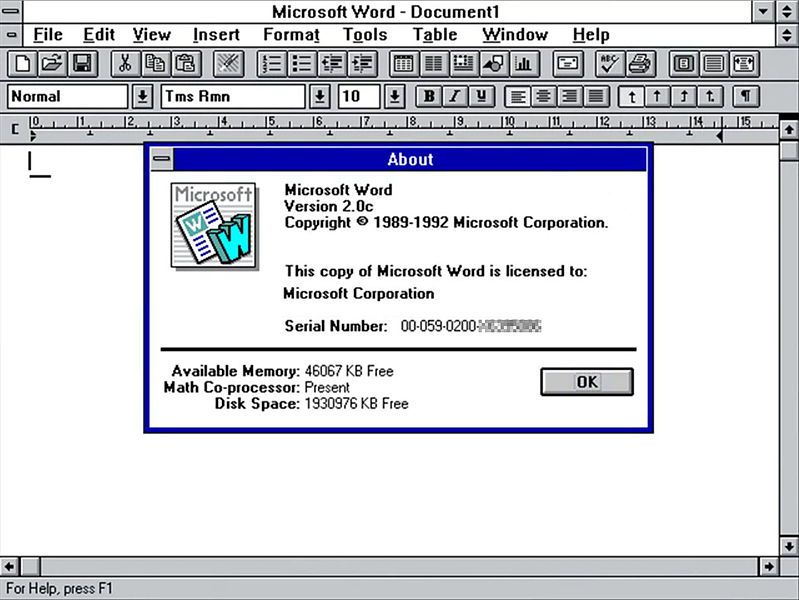 Microsoft Word - Document1
File Edit View Insert Format Tools Table Window Help
ABC
Normal Tms Rmn 10 B I U ¶
0 1 2 3 4 5 6 7 8 9 10 11 12 13 14 15
About
Microsoft
W W
Microsoft Word
Version 2.0c
Copyright © 1989-1992 Microsoft Corporation.
This copy of Microsoft Word is licensed to:
Microsoft Corporation
Serial Number: 00-059-0200-
Available Memory: 46067 KB Free
Math Co-processor: Present
Disk Space: 1930976 KB Free
OK
For Help, press F1